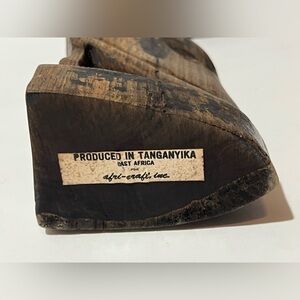 PRODUCED IN TANGANYIKA
EAST AFRICA
FOR
afri-craft, inc.